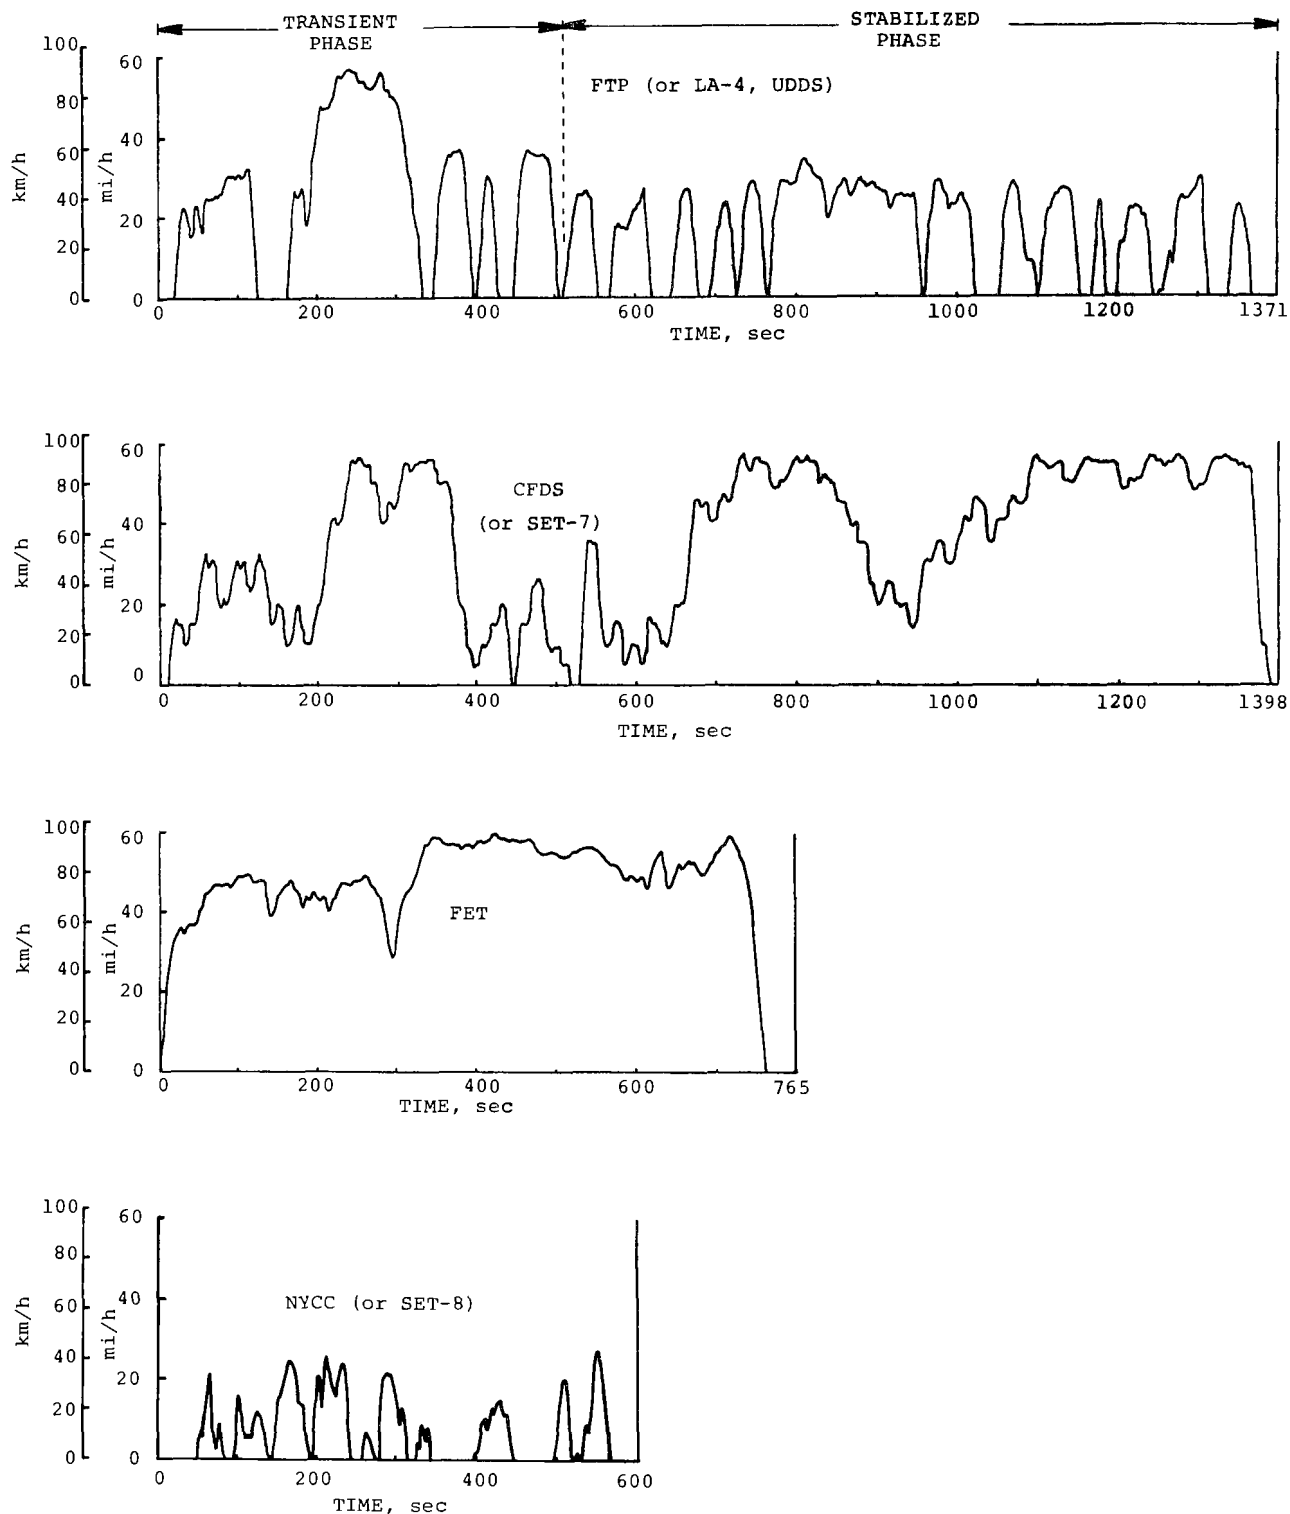 TRANSIENT PHASE
STABILIZED PHASE
FTP (or LA-4, UDDS)
km/h
100
80
60
40
20
0
mi/h
60
40
20
0
0 200 400 600 800 1000 1200 1371
TIME, sec
CFDS
(or SET-7)
km/h
100
80
60
40
20
0
mi/h
60
40
20
0
0 200 400 600 800 1000 1200 1398
TIME, sec
FET
km/h
100
80
60
40
20
0
mi/h
60
40
20
0
0 200 400 600 765
TIME, sec
NYCC (or SET-8)
km/h
100
80
60
40
20
0
mi/h
60
40
20
0
0 200 400 600
TIME, sec